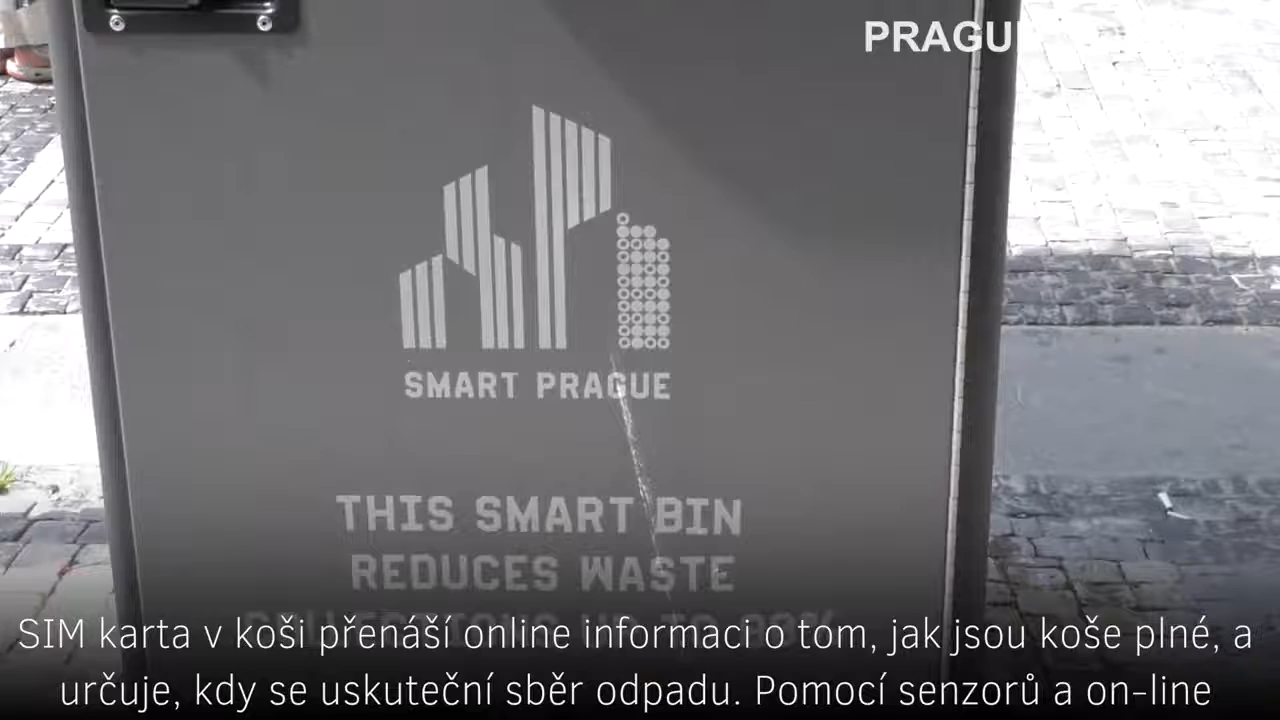 PRAGU
SMART PRAGUE
THIS SMART BIN
REDUCES WASTE
SIM karta v koši přenáší online informaci o tom, jak jsou koše plné, a
určuje, kdy se uskuteční sběr odpadu. Pomocí senzorů a on-line